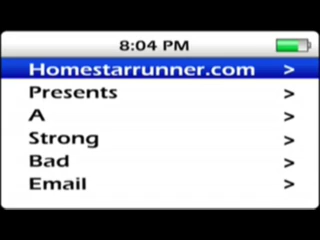 8:04 PM
Homestarrunner.com >
Presents >
A >
Strong >
Bad >
Email >